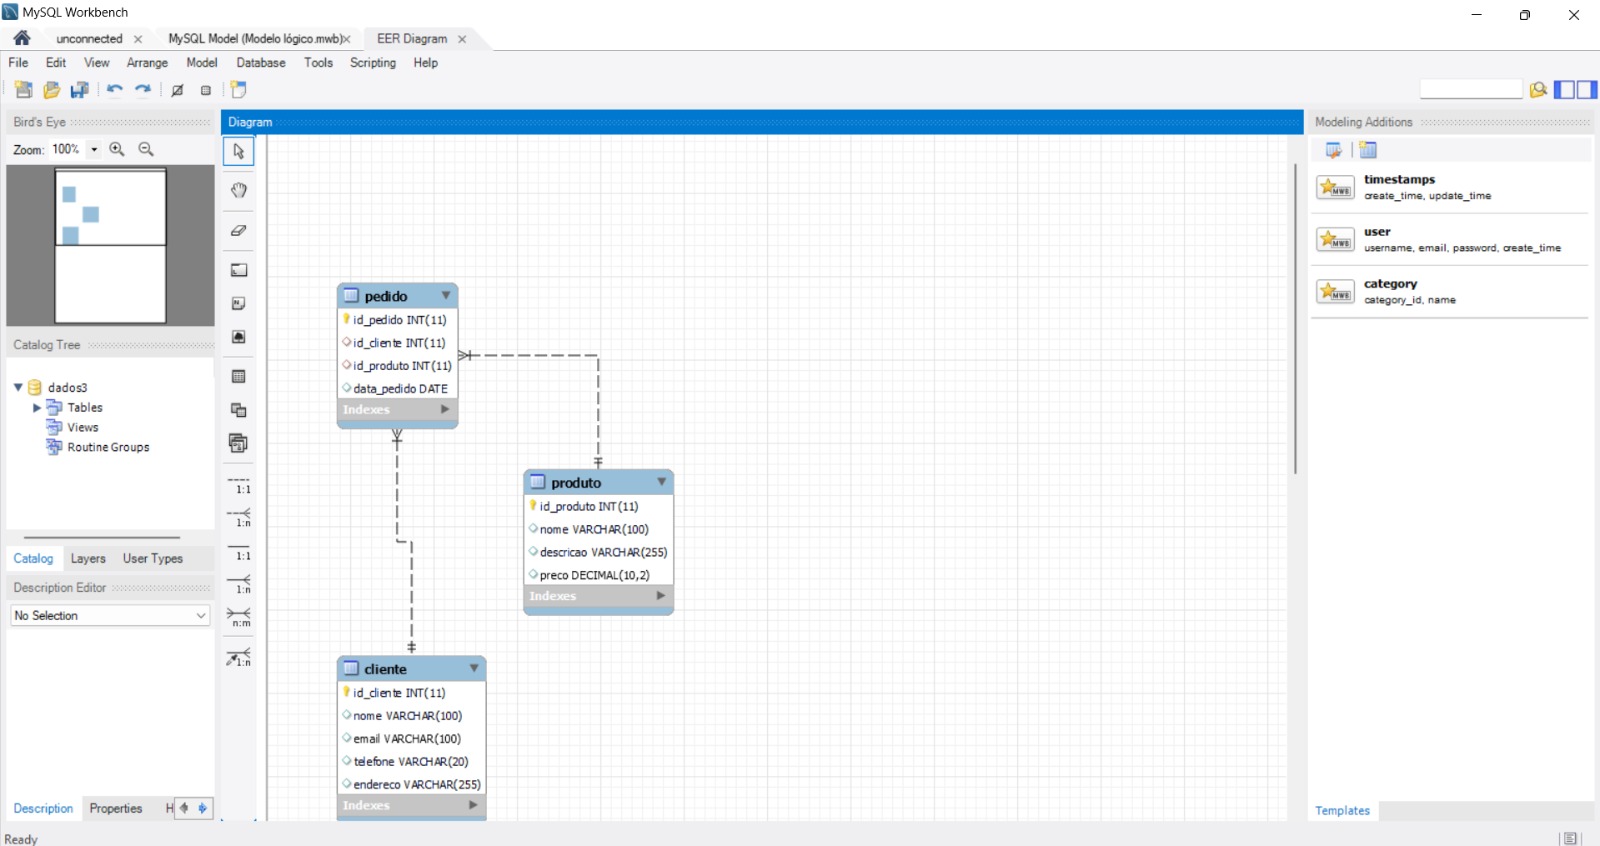 MySQL Workbench
unconnected
MySQL Model (Modelo lógico.mwb)
EER Diagram
File Edit View Arrange Model Database Tools Scripting Help
Bird's Eye
Zoom: 100%
Catalog Tree
dados3
Tables
Views
Routine Groups
Catalog Layers User Types
Description Editor
No Selection
Description Properties H
Ready
Diagram
1:1
1:n
1:1
1:n
n:m
1:n
pedido
id_pedido INT(11)
id_cliente INT(11)
id_produto INT(11)
data_pedido DATE
Indexes
produto
id_produto INT(11)
nome VARCHAR(100)
descricao VARCHAR(255)
preco DECIMAL(10,2)
Indexes
cliente
id_cliente INT(11)
nome VARCHAR(100)
email VARCHAR(100)
telefone VARCHAR(20)
endereco VARCHAR(255)
Indexes
Modeling Additions
MWB
timestamps
create_time, update_time
MWB
user
username, email, password, create_time
MWB
category
category_id, name
Templates